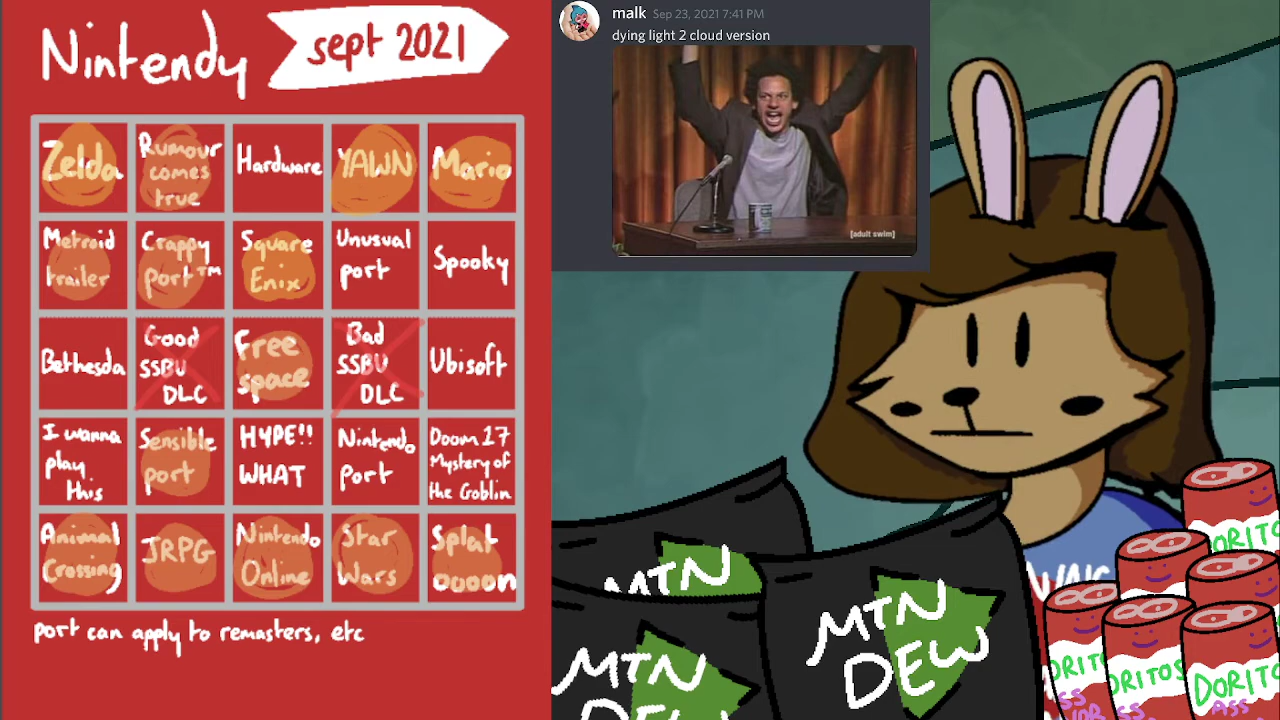 Nintendy
sept 2021
Zelda
Rumour
comes
true
Hardware
YAWN
Mario
Metroid
trailer
Crappy
port™
Square
Enix
Unusual
port
Spooky
Bethesda
Good
SSBU
DLC
Free
space
Bad
SSBU
DLC
Ubisoft
I wanna
play
this
Sensible
port
HYPE!!
WHAT
Nintendo
Port
Doom 17
Mystery of
the Goblin
Animal
Crossing
JRPG
Nintendo
Online
Star
Wars
Splat
ooooon
port can apply to remasters, etc
malk Sep 23, 2021 7:41 PM
dying light 2 cloud version
[adult swim]
MTN
MTN
DEW
MTN
DEW
DORITO
DORITO
DORITOS
DORITO
ASS